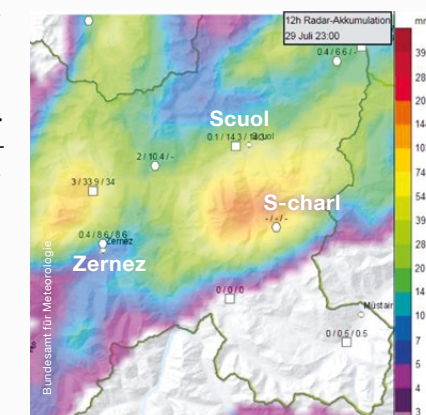 12h Radar-Akkumulation
29 Juli 23:00
mm
0.4 / 6.6 / -
Scuol
0.1 / 14.3 /
2 / 10.4 / -
3 / 33.9 / 34
S-charl
- / - / -
0.4 / 8.6 / 8.6
Zernez
Zernez
0 / 0 / 0
Müstair
0 / 0.5 / 0.5
Bundesamt für Meteorologie
39
28
20
14
10
74
54
39
28
20
14
10
7
5
4
3